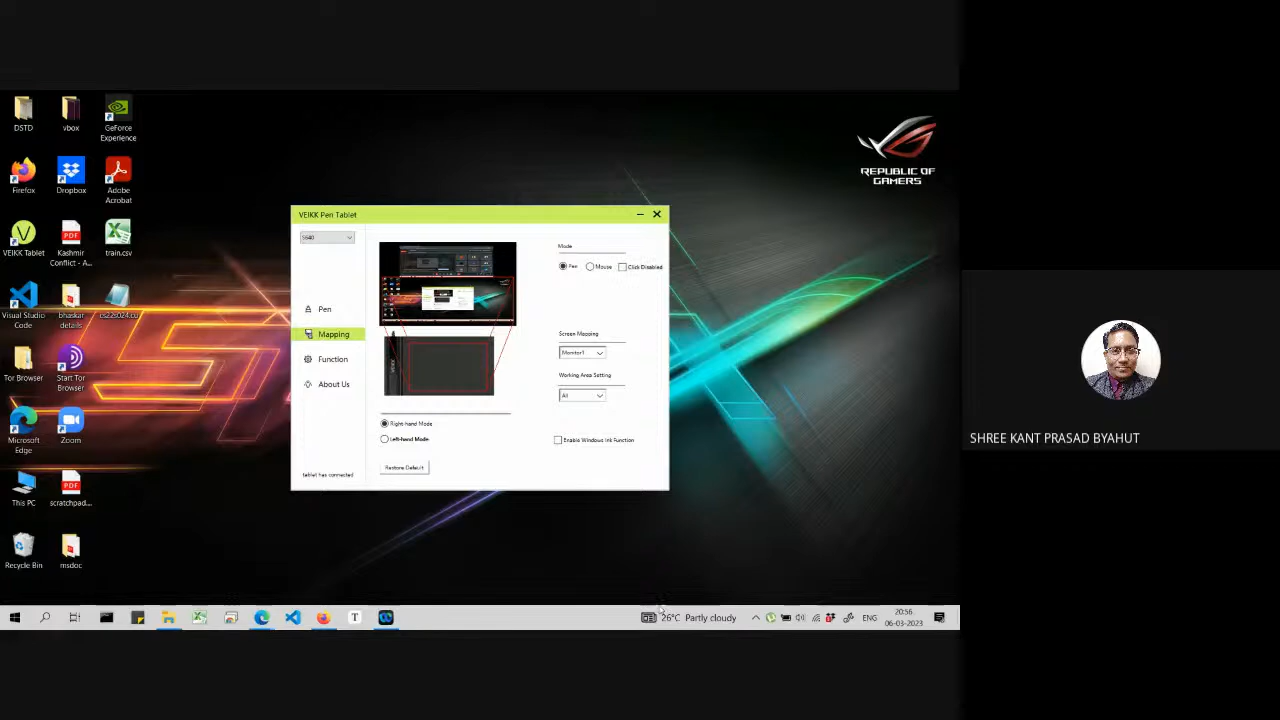 DSTD
vbox
GeForce
Experience
Firefox
Dropbox
Adobe
Acrobat
VEIKK Tablet
Kashmir
Conflict - A...
train.csv
Visual Studio
Code
bhaskar
details
cs22s024.cu
Tor Browser
Start Tor
Browser
Microsoft
Edge
Zoom
This PC
scratchpad....
Recycle Bin
msdoc
REPUBLIC OF
GAMERS
VEIKK Pen Tablet
S640
Pen
Mapping
Function
About Us
tablet has connected
Right-hand Mode
Left-hand Mode
Restore Default
Mode
Pen
Mouse
Click Disabled
Screen Mapping
Monitor1
Working Area Setting
All
Enable Windows Ink Function
26°C Partly cloudy
ENG
20:56
06-03-2023
SHREE KANT PRASAD BYAHUT